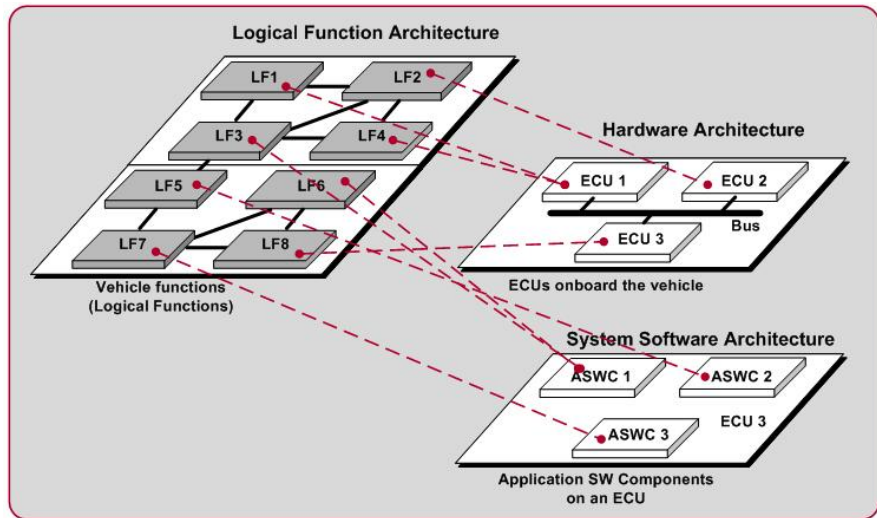 Logical Function Architecture
LF1
LF2
LF3
LF4
LF5
LF6
LF7
LF8
Vehicle functions
(Logical Functions)
Hardware Architecture
ECU 1
ECU 2
Bus
ECU 3
ECUs onboard the vehicle
System Software Architecture
ASWC 1
ASWC 2
ECU 3
ASWC 3
Application SW Components
on an ECU